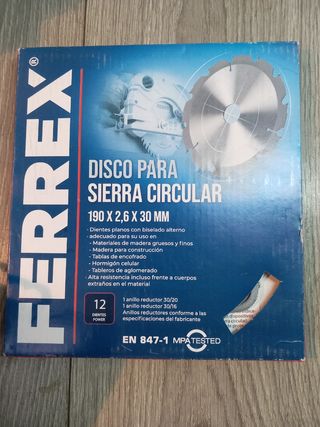 FERREX®
DISCO PARA
SIERRA CIRCULAR
190 X 2,6 X 30 MM
• Dientes planos con biselado alterno
• adecuado para su uso en
- Materiales de madera gruesos y finos
- Madera para construcción
- Tablas de encofrado
- Hormigón celular
- Tableros de aglomerado
• Alta resistencia incluso frente a cuerpos
extraños en el material
12
DIENTES
POWER
1 anillo reductor 30/20
1 anillo reductor 30/16
Anillos reductores conforme a las
especificaciones del fabricante
EN 847-1 MPA TESTED